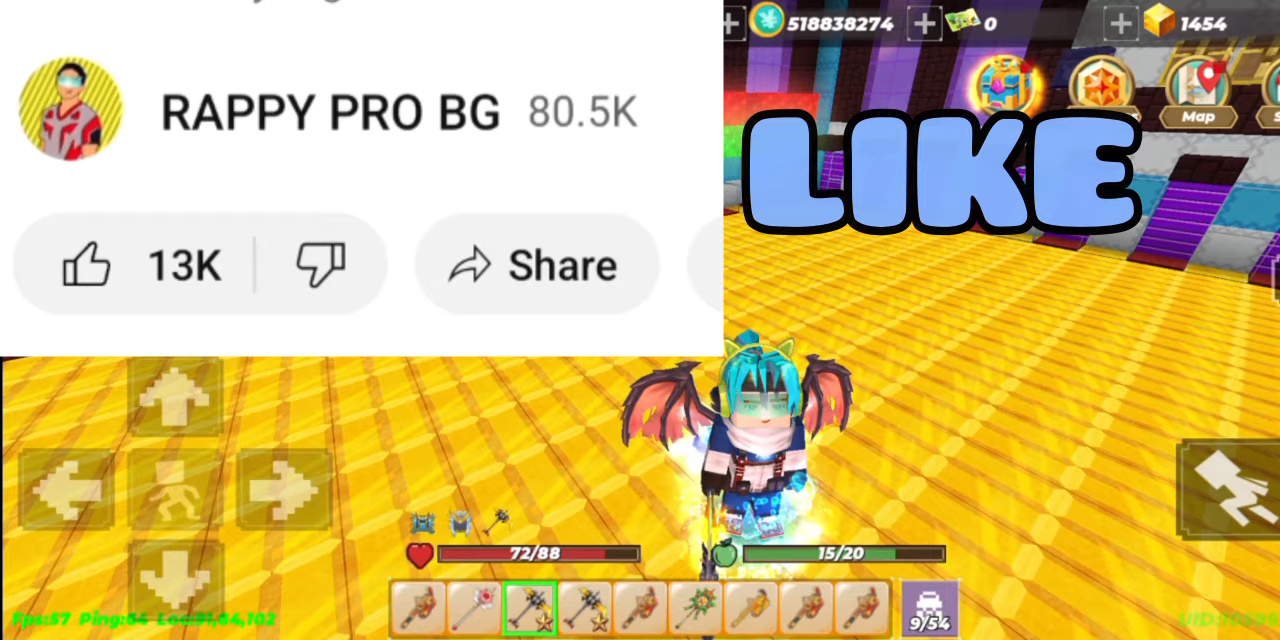 RAPPY PRO BG 80.5K
13K
Share
518838274
0
1454
Map
LIKE
72/88
15/20
9/54